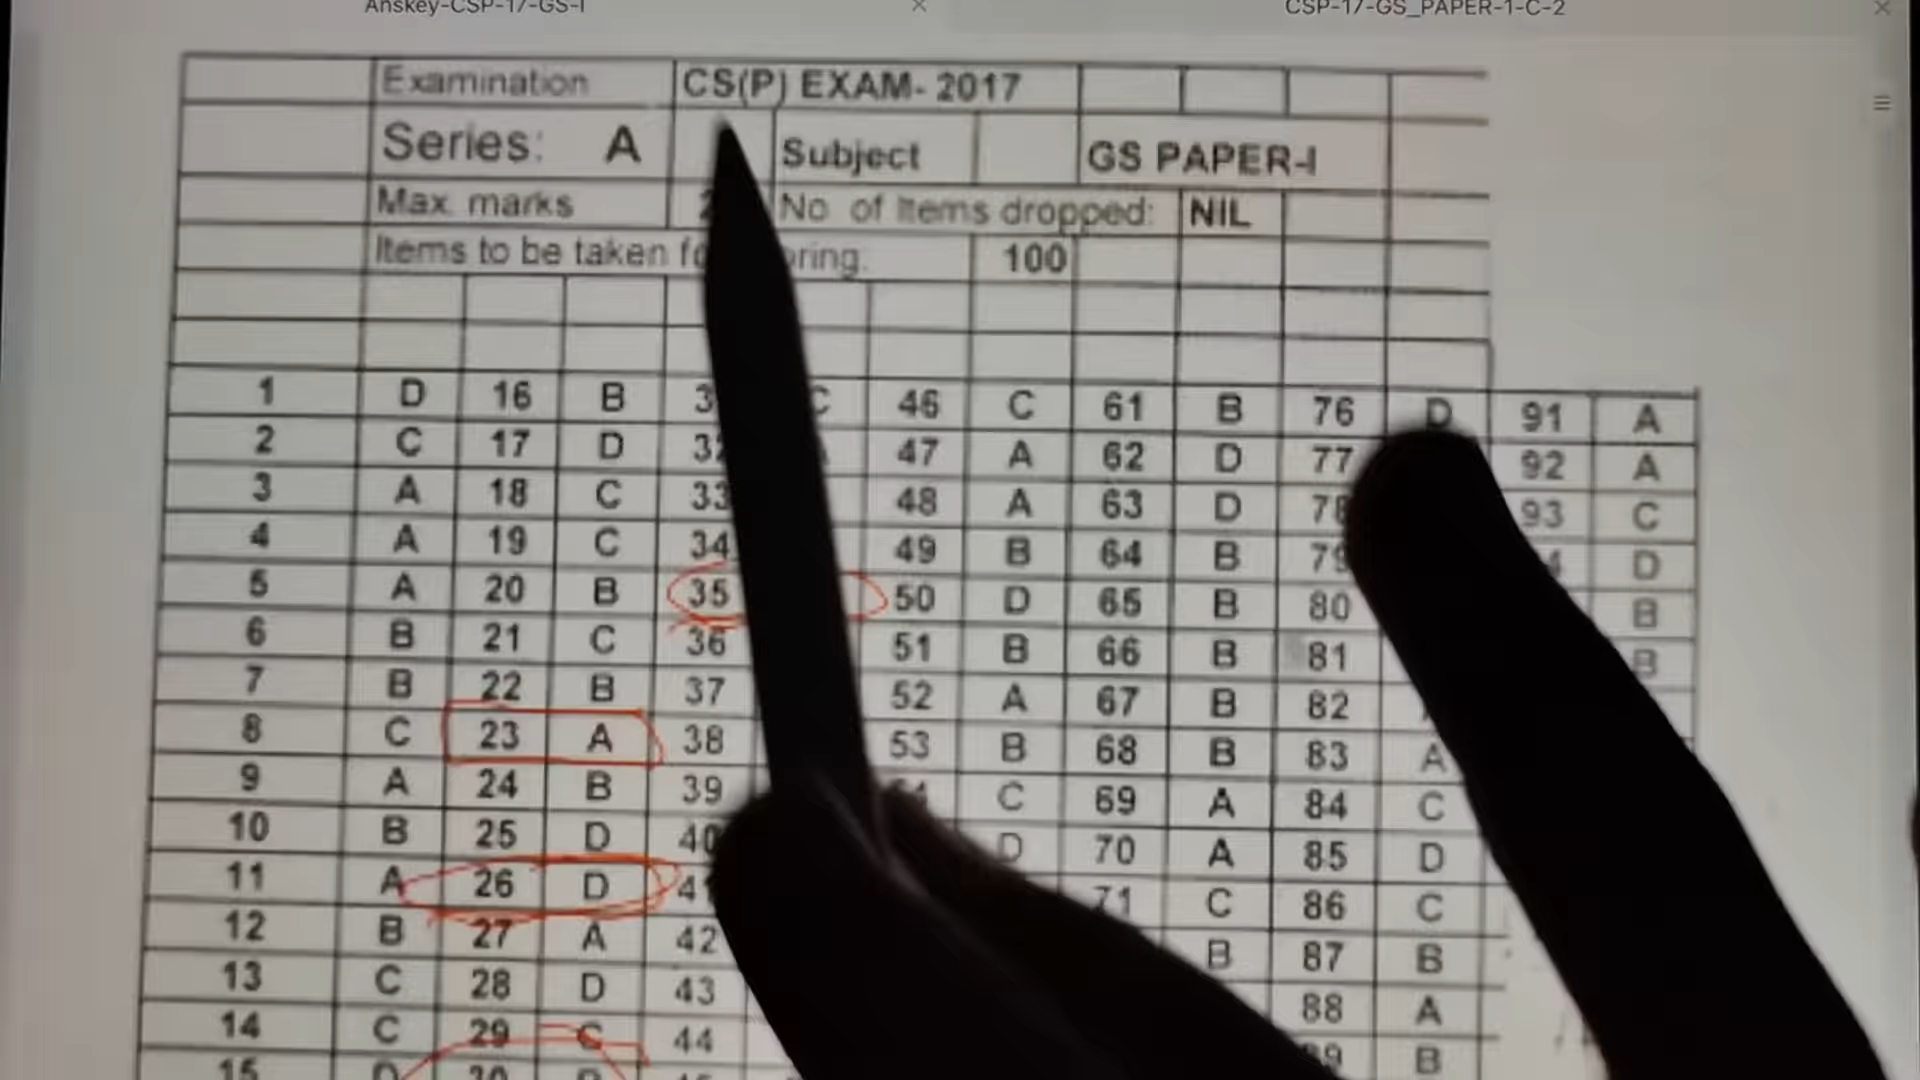 Anskey-CSP-17-GS-I × CSP-17-GS_PAPER-1-C-2 ×
Examination CS(P) EXAM- 2017
Series: A Subject GS PAPER-I
Max. marks No. of Items dropped: NIL
Items to be taken 100
1 D 16 B 46 C 61 B 76 D 91 A
2 C 17 D 47 A 62 D 77 92 A
3 A 18 C 33 48 A 63 D 93 C
4 A 19 C 34 49 B 64 B D
5 A 20 B 35 50 D 65 B 80 B
6 B 21 C 36 51 B 66 B 81 B
7 B 22 B 37 52 A 67 B 82
8 C 23 A 38 53 B 68 B 83 A
9 A 24 B 39 C 69 A 84 C
10 B 25 D 40 D 70 A 85 D
11 A 26 D 71 C 86 C
12 B 27 A 42 B 87 B
13 C 28 D 43 88 A
14 C 29 C 44 B
15 30